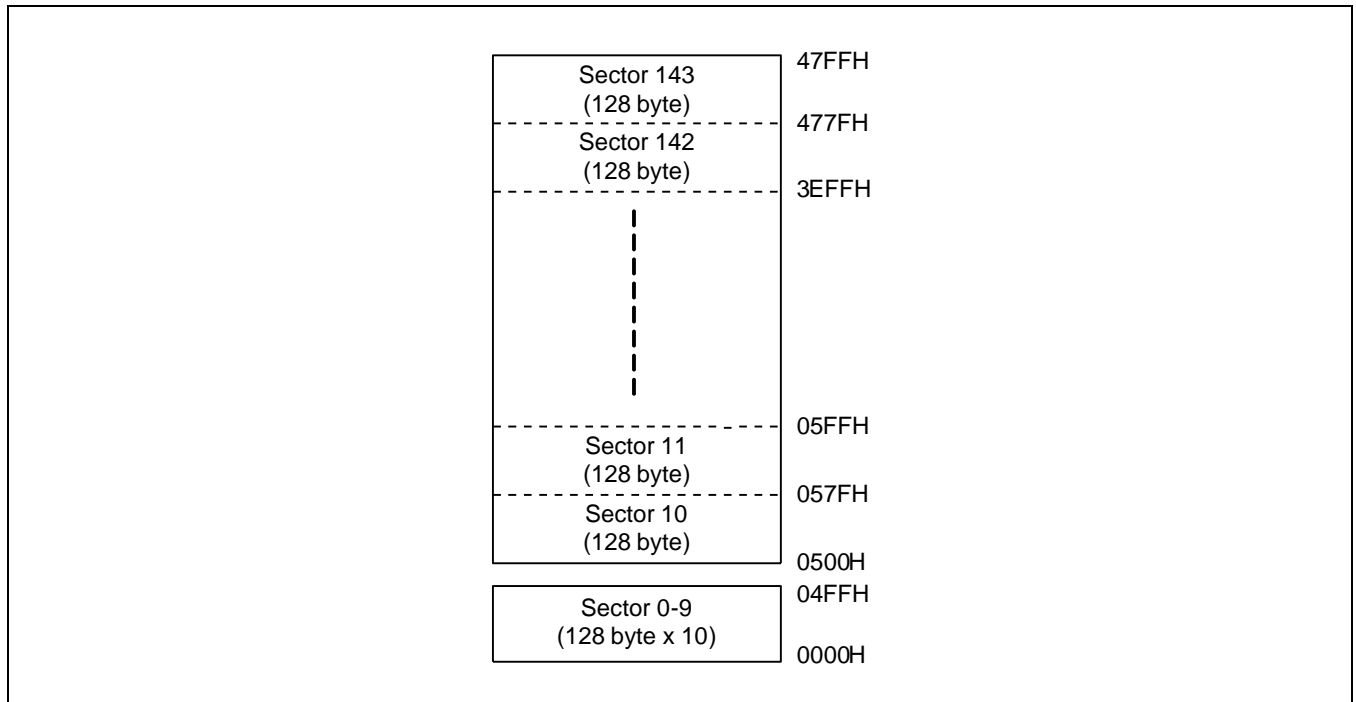 47FFH
Sector 143
(128 byte)
477FH
Sector 142
(128 byte)
3EFFH
05FFH
Sector 11
(128 byte)
057FH
Sector 10
(128 byte)
0500H
04FFH
Sector 0-9
(128 byte x 10)
0000H